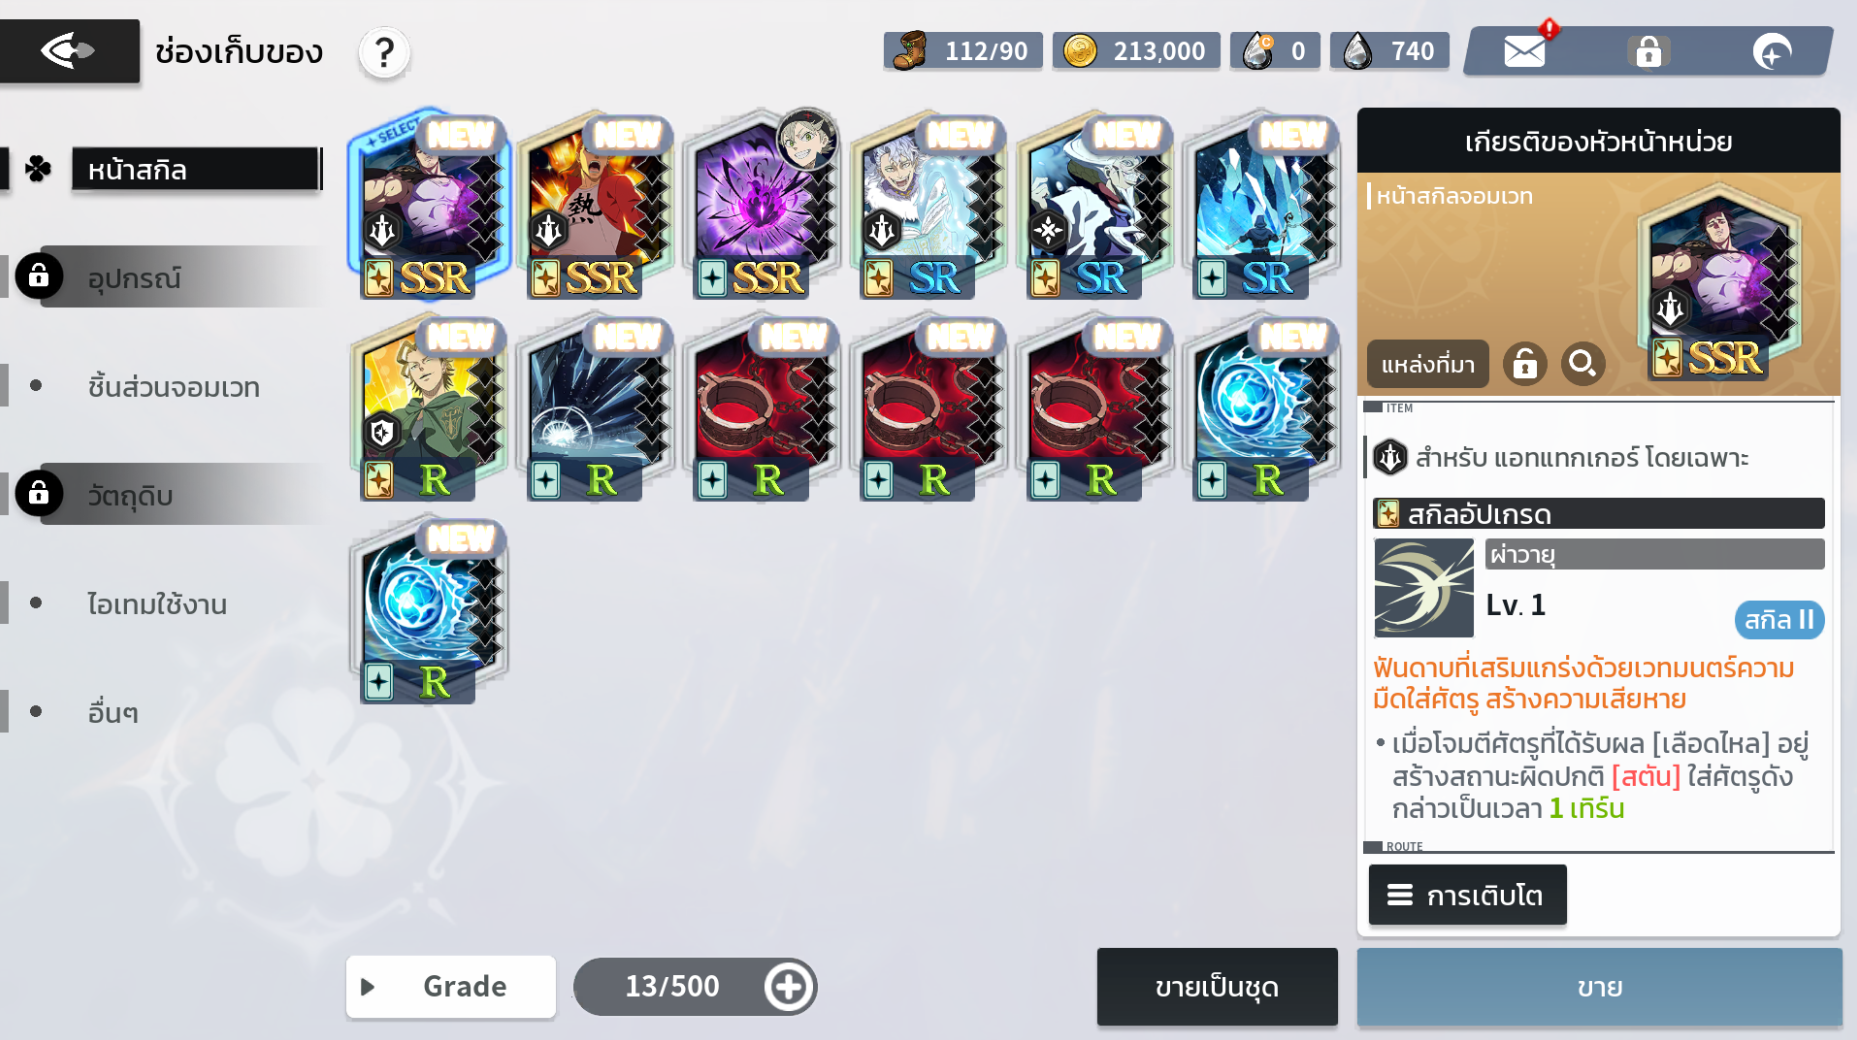 ช่องเก็บของ
?
112/90
213,000
0
740
หน้าสกิล
อุปกรณ์
ชิ้นส่วนจอมเวท
วัตถุดิบ
ไอเทมใช้งาน
อื่นๆ
+ SELECT
NEW
NEW
NEW
NEW
NEW
熱
SSR
SSR
SSR
SR
SR
SR
NEW
NEW
NEW
NEW
NEW
NEW
R
R
R
R
R
R
NEW
R
Grade
13/500
ขายเป็นชุด
เกียรติของหัวหน้าหน่วย
หน้าสกิลจอมเวท
แหล่งที่มา
SSR
ITEM
สำหรับ แอทแทกเกอร์ โดยเฉพาะ
สกิลอัปเกรด
ผ่าวายุ
Lv. 1
สกิล II
ฟันดาบที่เสริมแกร่งด้วยเวทมนตร์ความ
มืดใส่ศัตรู สร้างความเสียหาย
• เมื่อโจมตีศัตรูที่ได้รับผล [เลือดไหล] อยู่
สร้างสถานะผิดปกติ [สตัน] ใส่ศัตรูดัง
กล่าวเป็นเวลา 1 เทิร์น
ROUTE
การเติบโต
ขาย